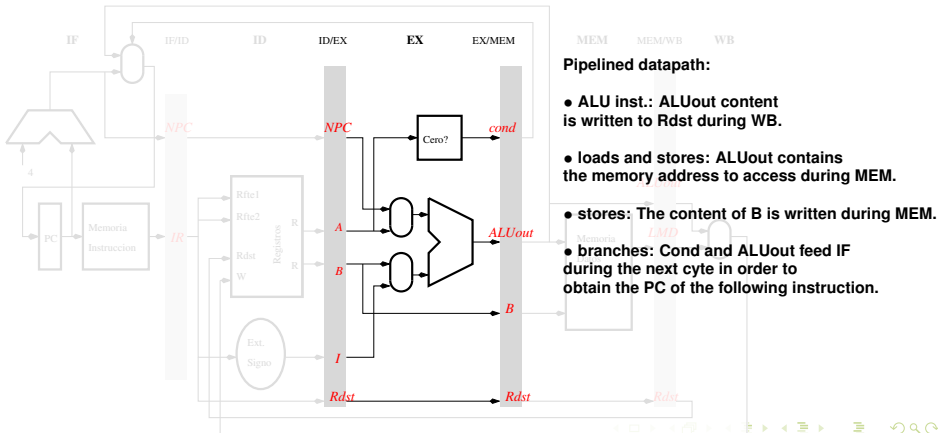 IF
IF/ID
ID
ID/EX
EX
EX/MEM
MEM
MEM/WB
WB
Pipelined datapath:
● ALU inst.: ALUout content
is written to Rdst during WB.
● loads and stores: ALUout contains
the memory address to access during MEM.
● stores: The content of B is written during MEM.
● branches: Cond and ALUout feed IF
during the next cyte in order to
obtain the PC of the following instruction.
NPC
NPC
cond
Cero?
4
PC
Memoria
Instruccion
IR
Rfte1
Rfte2
Rdst
W
Registros
R
R
A
B
ALUout
Memoria
LMD
B
Ext.
Signo
I
Rdst
Rdst
Rdst